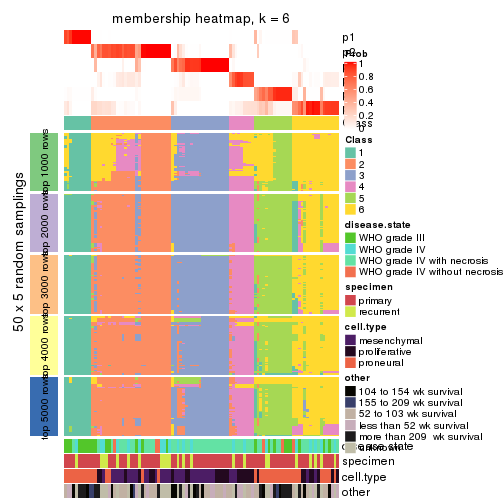 membership heatmap, k = 6
p1
p2
Prob
1
0.8
0.6
0.4
0.2
0
Class
1
2
3
4
5
6
disease.state
WHO grade III
WHO grade IV
WHO grade IV with necrosis
WHO grade IV without necrosis
specimen
primary
recurrent
cell.type
mesenchymal
proliferative
proneural
other
104 to 154 wk survival
155 to 209 wk survival
52 to 103 wk survival
less than 52 wk survival
more than 209 wk survival
unknown
disease.state
specimen
cell.type
other
50 x 5 random samplings
top 1000 rows
top 2000 rows
top 3000 rows
top 4000 rows
top 5000 rows